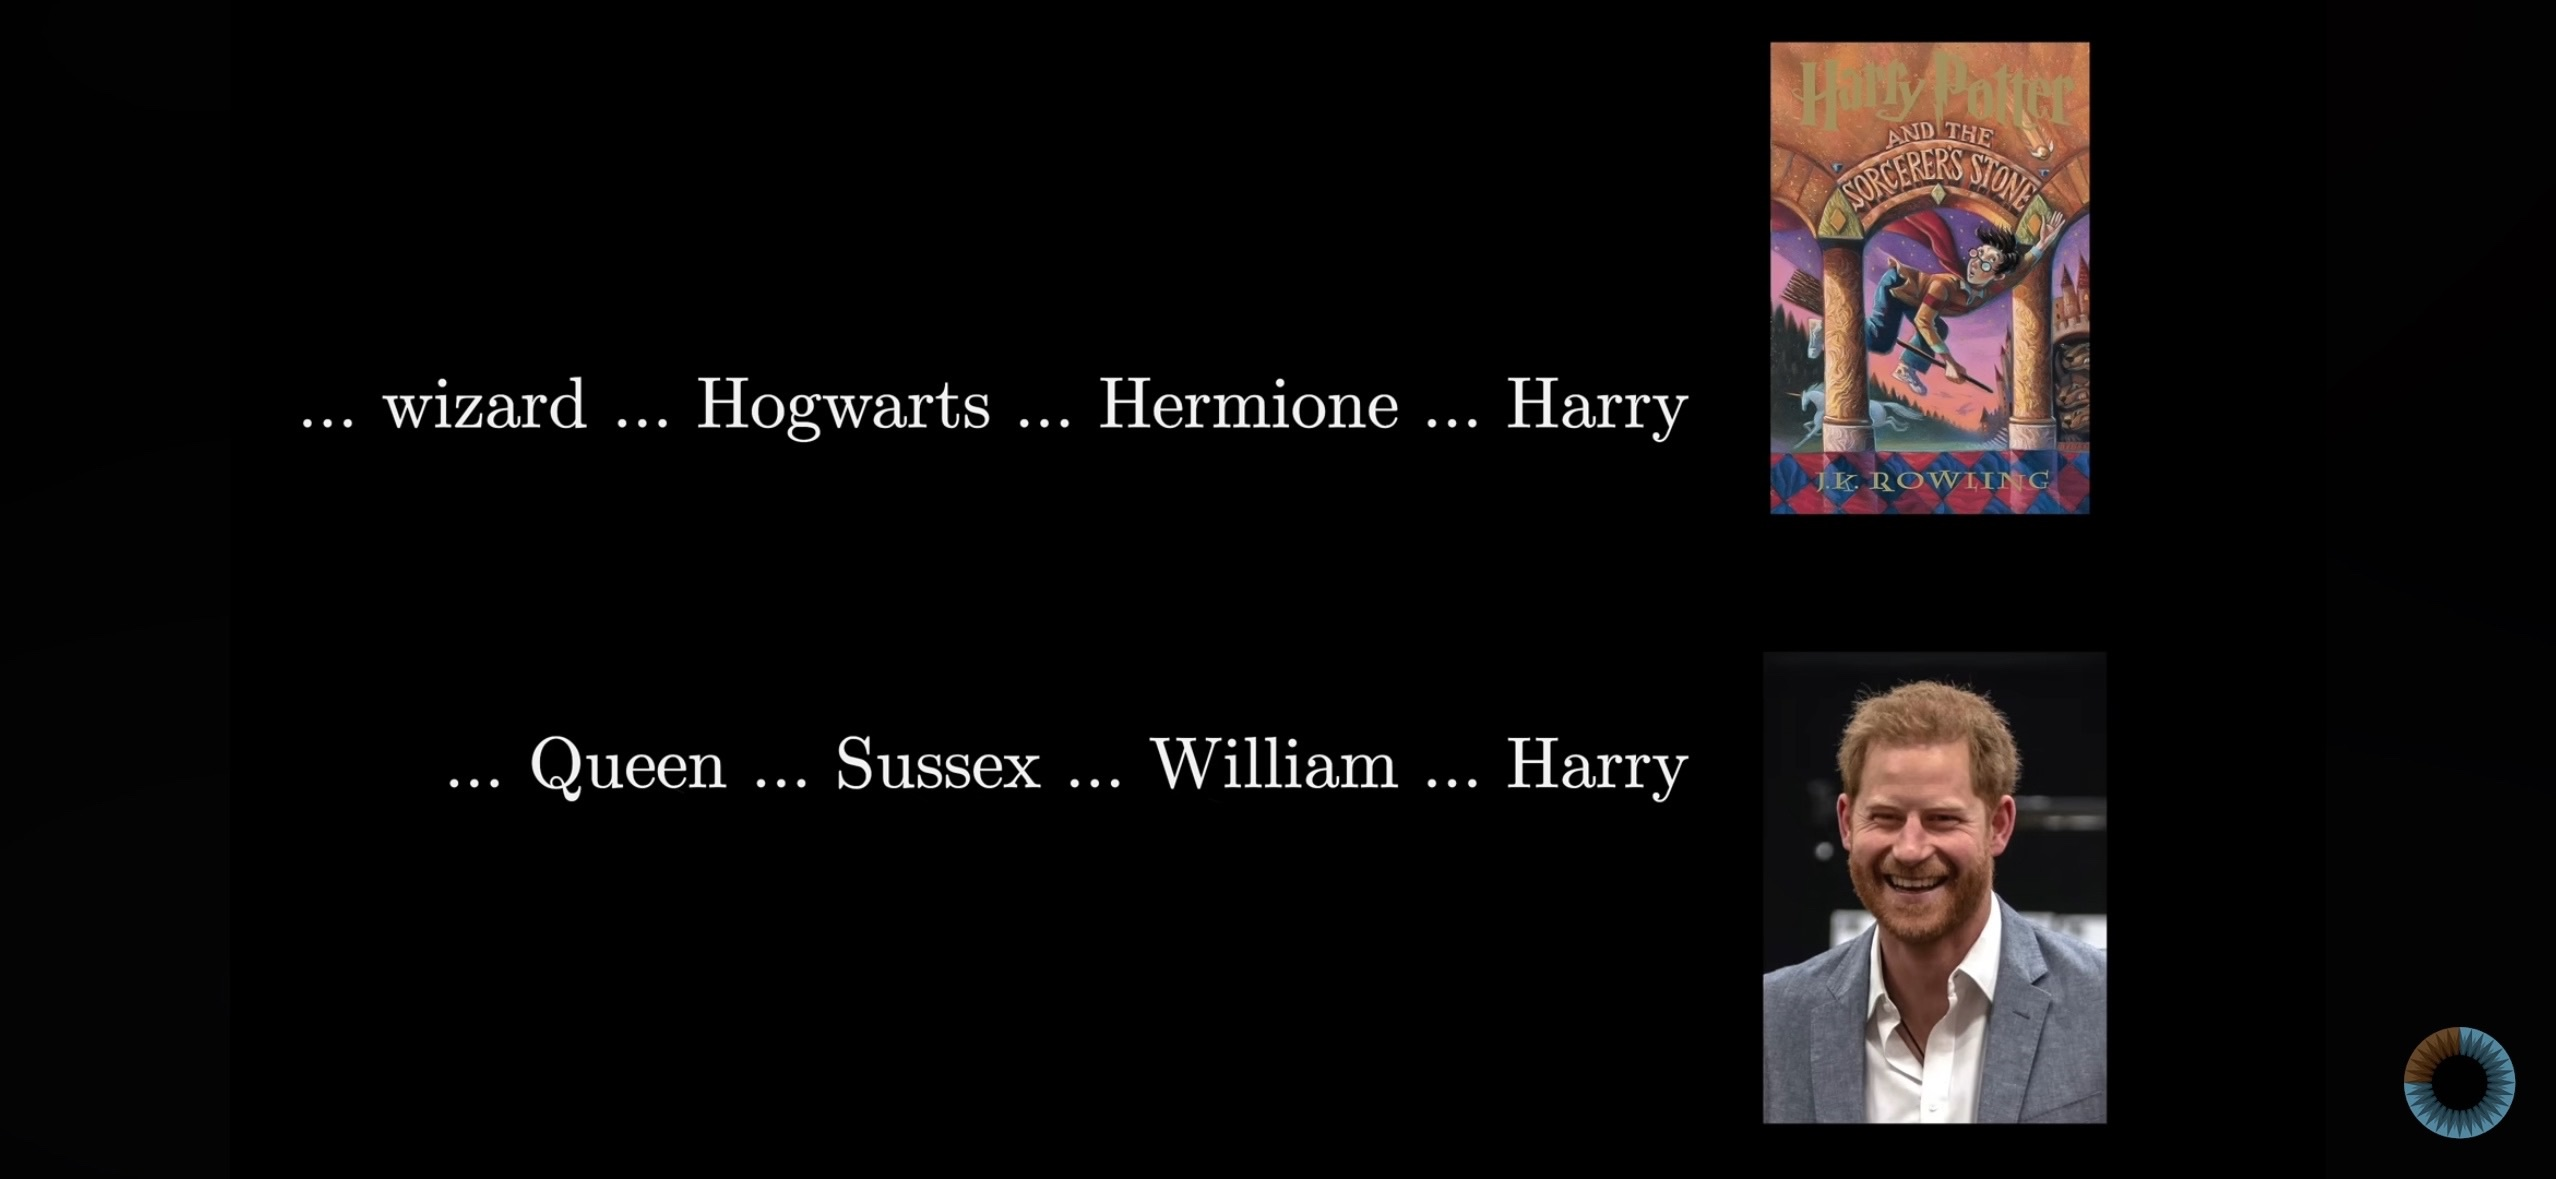 Harry Potter
AND THE
SORCERER'S STONE
... wizard ... Hogwarts ... Hermione ... Harry
J.K. ROWLING
... Queen ... Sussex ... William ... Harry